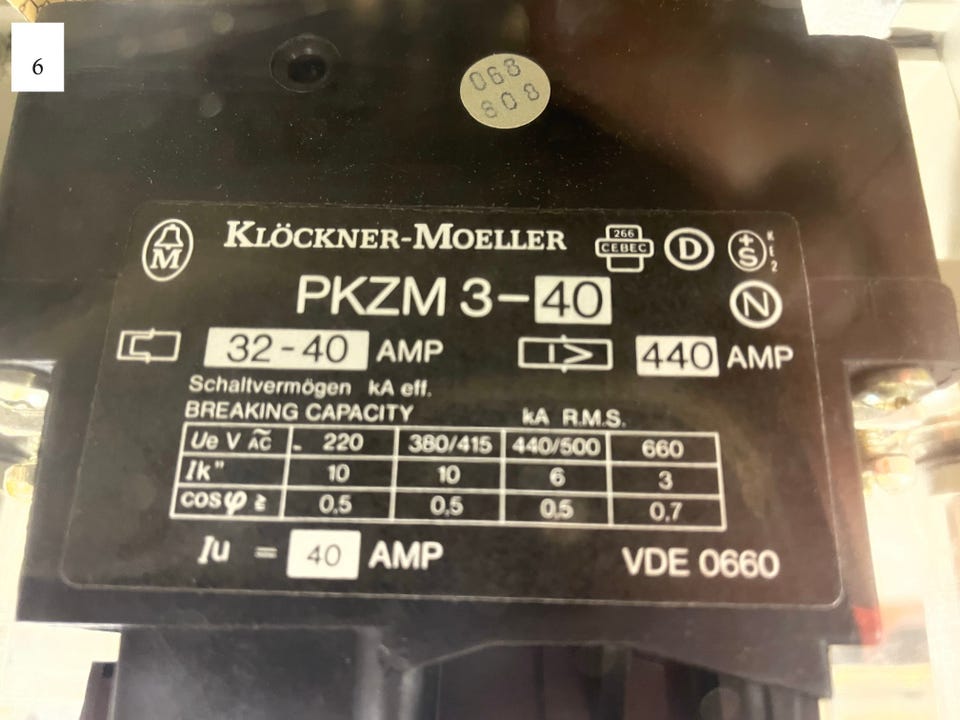 6
068
808
KLÖCKNER-MOELLER
M
266
CEBEC
D
+S
KE2
PKZM 3-40
N
32-40 AMP
I > 440 AMP
Schaltvermögen kA eff.
BREAKING CAPACITY kA R.M.S.
Ue V AC ~ 220 380/415 440/500 660
Ik" 10 10 6 3
cos φ ≥ 0,5 0,5 0,5 0,7
Iu = 40 AMP VDE 0660